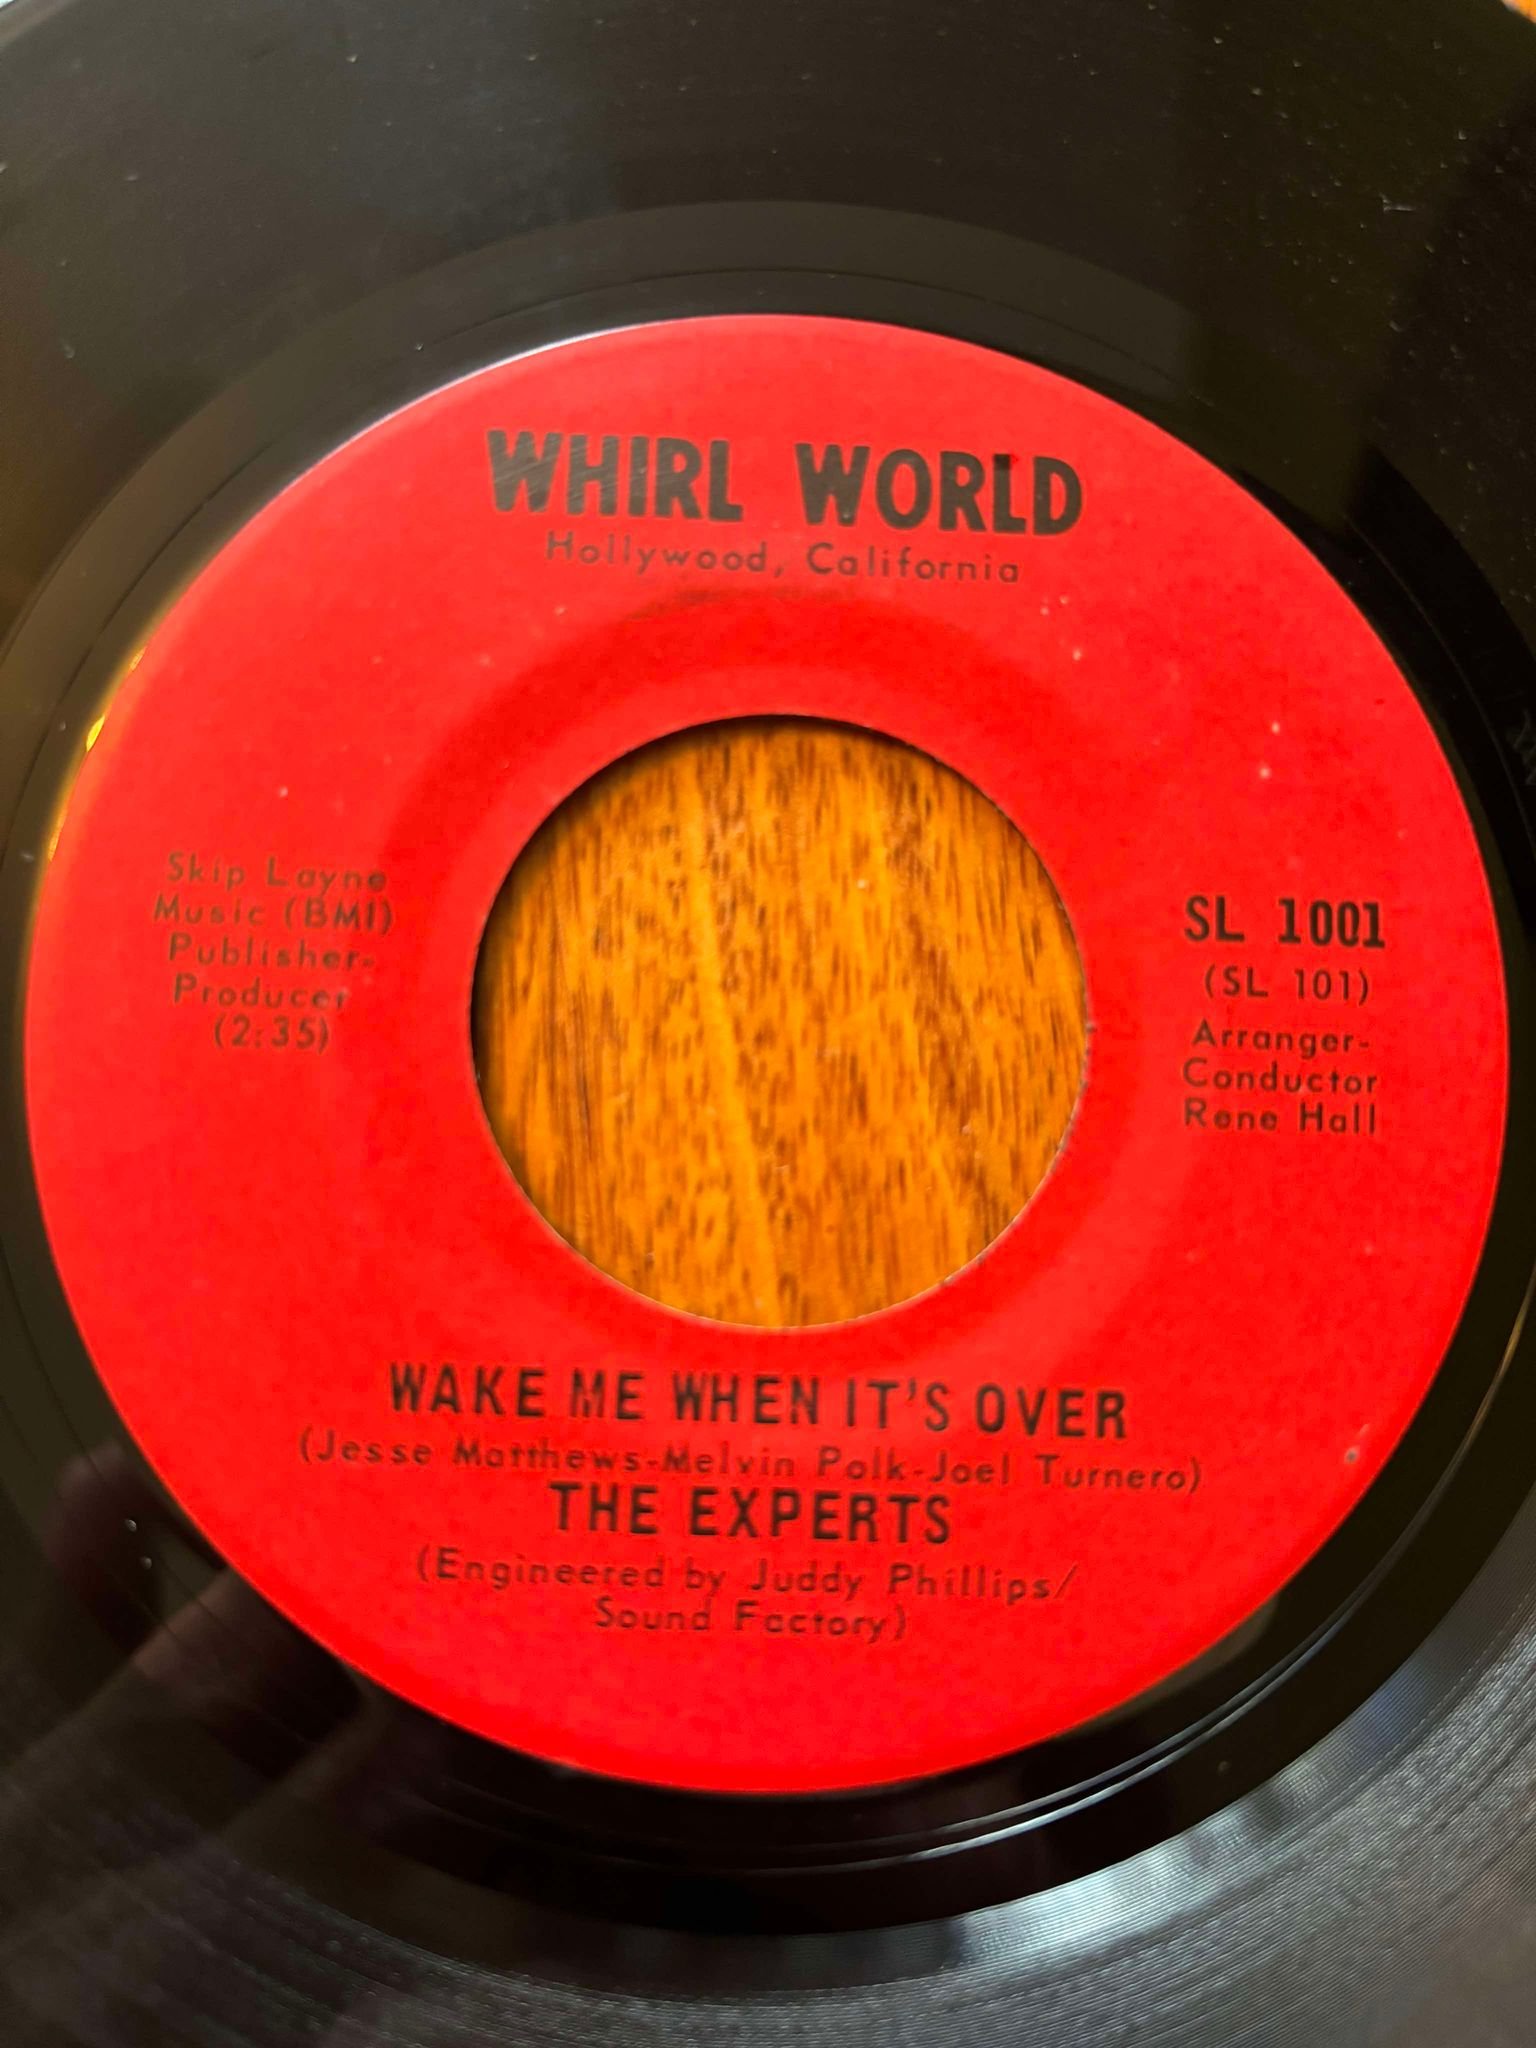 WHIRL WORLD
Hollywood, California
Skip Layne
Music (BMI)
Publisher-
Producer
(2:35)
SL 1001
(SL 101)
Arranger-
Conductor
Rene Hall
WAKE ME WHEN IT'S OVER
(Jesse Matthews-Melvin Polk-Joel Turnero)
THE EXPERTS
(Engineered by Juddy Phillips/
Sound Factory)